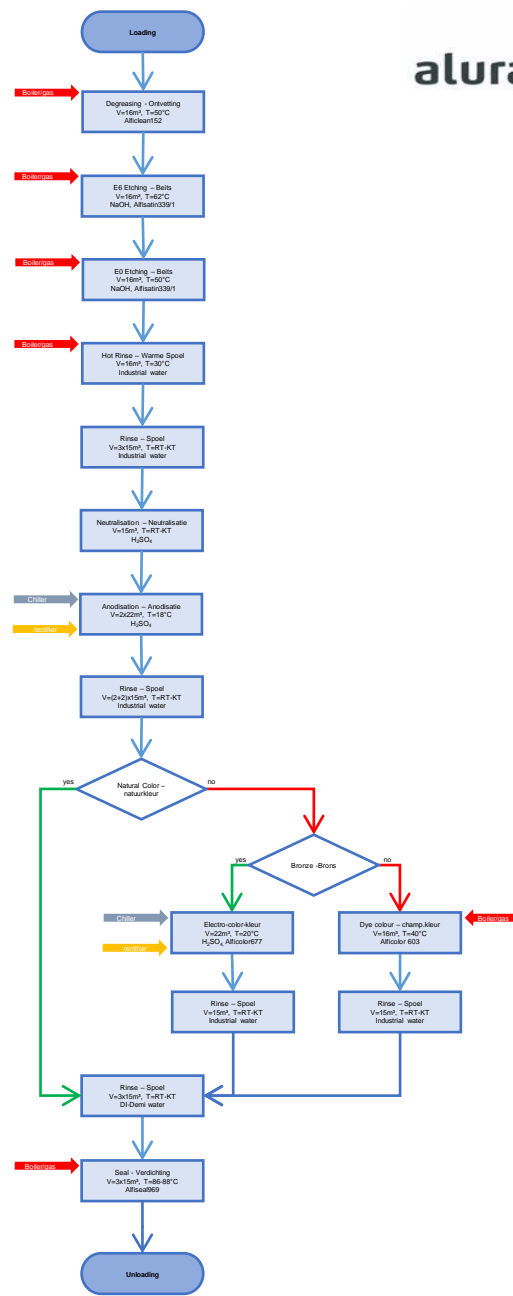 Loading
alura
Boiler/gas
Degreasing - Ontvetting
V=16m³, T=50°C
Alficlean152
Boiler/gas
E6 Etching – Beits
V=16m³, T=62°C
NaOH, Alfisatin339/1
Boiler/gas
E0 Etching – Beits
V=16m³, T=50°C
NaOH, Alfisatin339/1
Boiler/gas
Hot Rinse – Warme Spoel
V=16m³, T=30°C
Industrial water
Rinse – Spoel
V=3x15m³, T=RT-KT
Industrial water
Neutralisation – Neutralisatie
V=15m³, T=RT-KT
H₂SO₄
Chiller
rectifier
Anodisation – Anodisatie
V=2x22m³, T=18°C
H₂SO₄
Rinse – Spoel
V=(2+2)x15m³, T=RT-KT
Industrial water
yes
Natural Color –
natuurkleur
no
yes
Bronze -Brons
no
Chiller
rectifier
Electro-color-kleur
V=22m³, T=20°C
H₂SO₄ Alficolor677
Dye colour – champ.kleur
V=16m³, T=40°C
Alficolor 603
Boiler/gas
Rinse – Spoel
V=15m³, T=RT-KT
Industrial water
Rinse – Spoel
V=15m³, T=RT-KT
Industrial water
Rinse – Spoel
V=3x15m³, T=RT-KT
DI-Demi water
Boiler/gas
Seal - Verdichting
V=3x15m³, T=86-88°C
Alfiseal969
Unloading